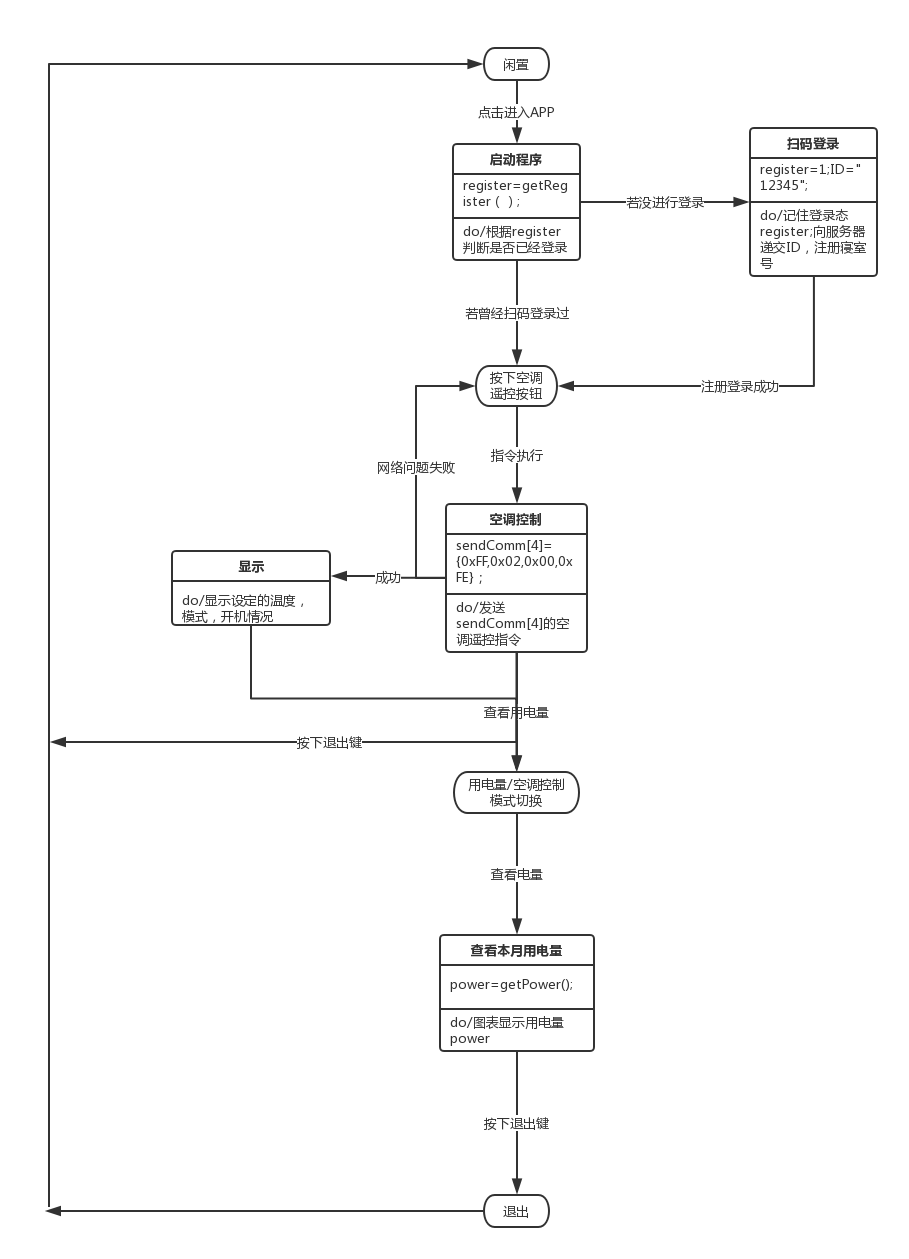 闲置
点击进入APP
启动程序
register=getReg
ister（ ）;
do/根据register
判断是否已经登录
若没进行登录
扫码登录
register=1;ID="
12345";
do/记住登录态
register;向服务器
递交ID，注册寝室
号
若曾经扫码登录过
按下空调
遥控按钮
注册登录成功
网络问题失败
指令执行
空调控制
sendComm[4]=
{0xFF,0x02,0x00,0x
FE}；
do/发送
sendComm[4]的空
调遥控指令
成功
显示
do/显示设定的温度，
模式，开机情况
查看用电量
按下退出键
用电量/空调控制
模式切换
查看电量
查看本月用电量
power=getPower();
do/图表显示用电量
power
按下退出键
退出